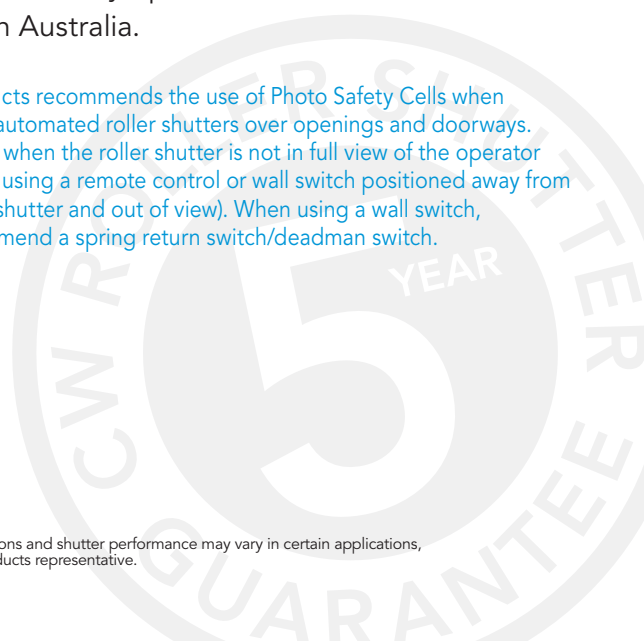 n Australia.
cts recommends the use of Photo Safety Cells when
automated roller shutters over openings and doorways.
when the roller shutter is not in full view of the operator
using a remote control or wall switch positioned away from
shutter and out of view). When using a wall switch,
mend a spring return switch/deadman switch.
CW ROLLER SHUTTER
5
YEAR
GUARANTEE
ons and shutter performance may vary in certain applications,
ducts representative.